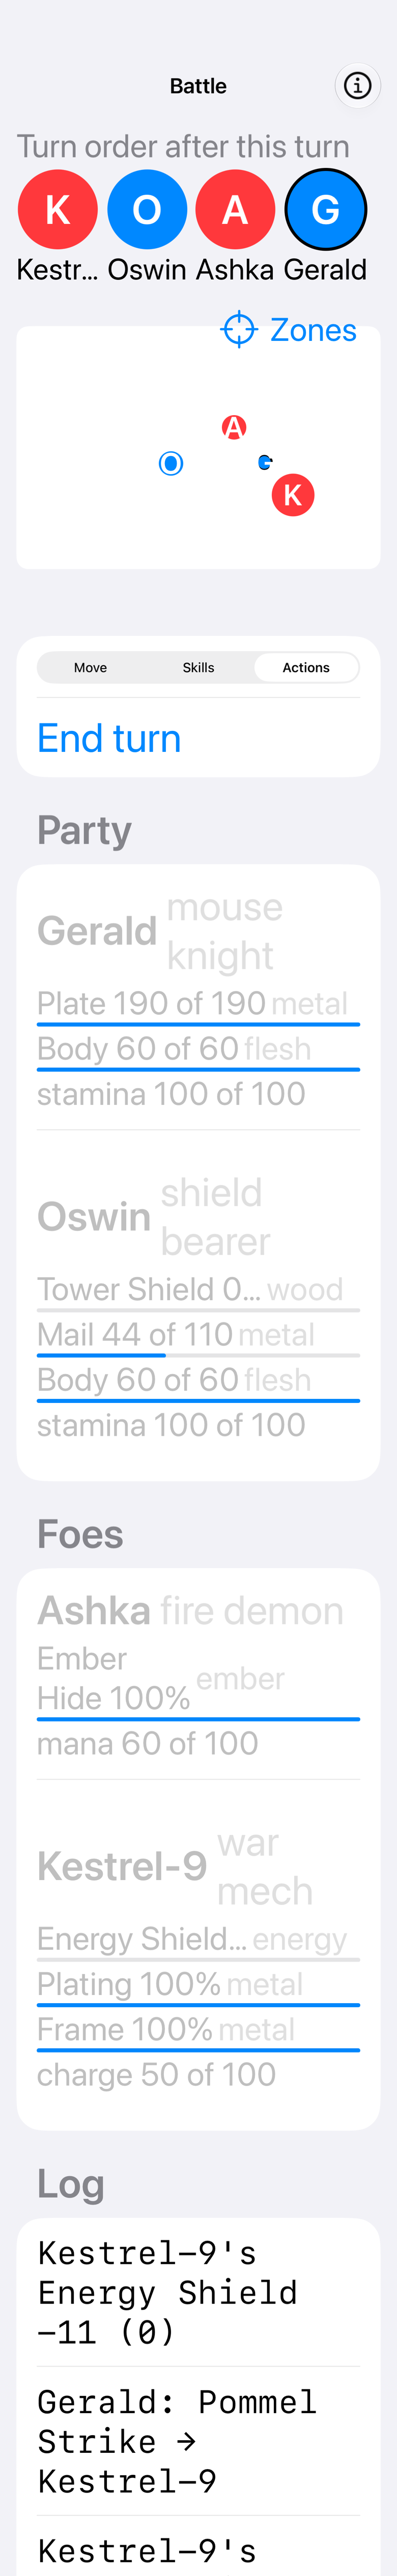 Battle
Turn order after this turn
K O A G
Kestr... Oswin Ashka Gerald
Zones
A
O G
K
Move Skills Actions
End turn
Party
Gerald mouse
knight
Plate 190 of 190 metal
Body 60 of 60 flesh
stamina 100 of 100
Oswin shield
bearer
Tower Shield 0... wood
Mail 44 of 110 metal
Body 60 of 60 flesh
stamina 100 of 100
Foes
Ashka fire demon
Ember
Hide 100% ember
mana 60 of 100
Kestrel-9 war
mech
Energy Shield... energy
Plating 100% metal
Frame 100% metal
charge 50 of 100
Log
Kestrel-9's
Energy Shield
-11 (0)
Gerald: Pommel
Strike →
Kestrel-9
Kestrel-9's